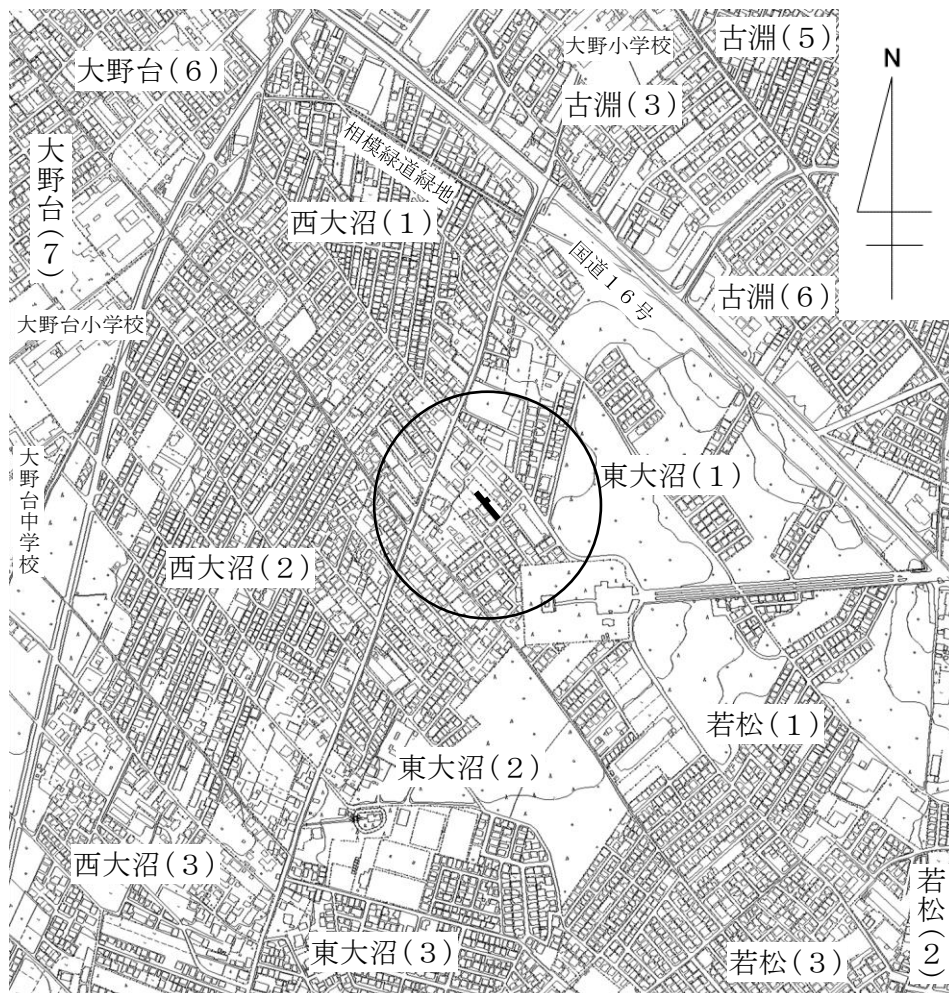 大野小学校
古淵(5)
大野台(6)
古淵(3)
N
相模緑道緑地
大野台(7)
西大沼(1)
国道16号
古淵(6)
大野台小学校
東大沼(1)
大野台中学校
西大沼(2)
若松(1)
東大沼(2)
西大沼(3)
若松(2)
東大沼(3)
若松(3)